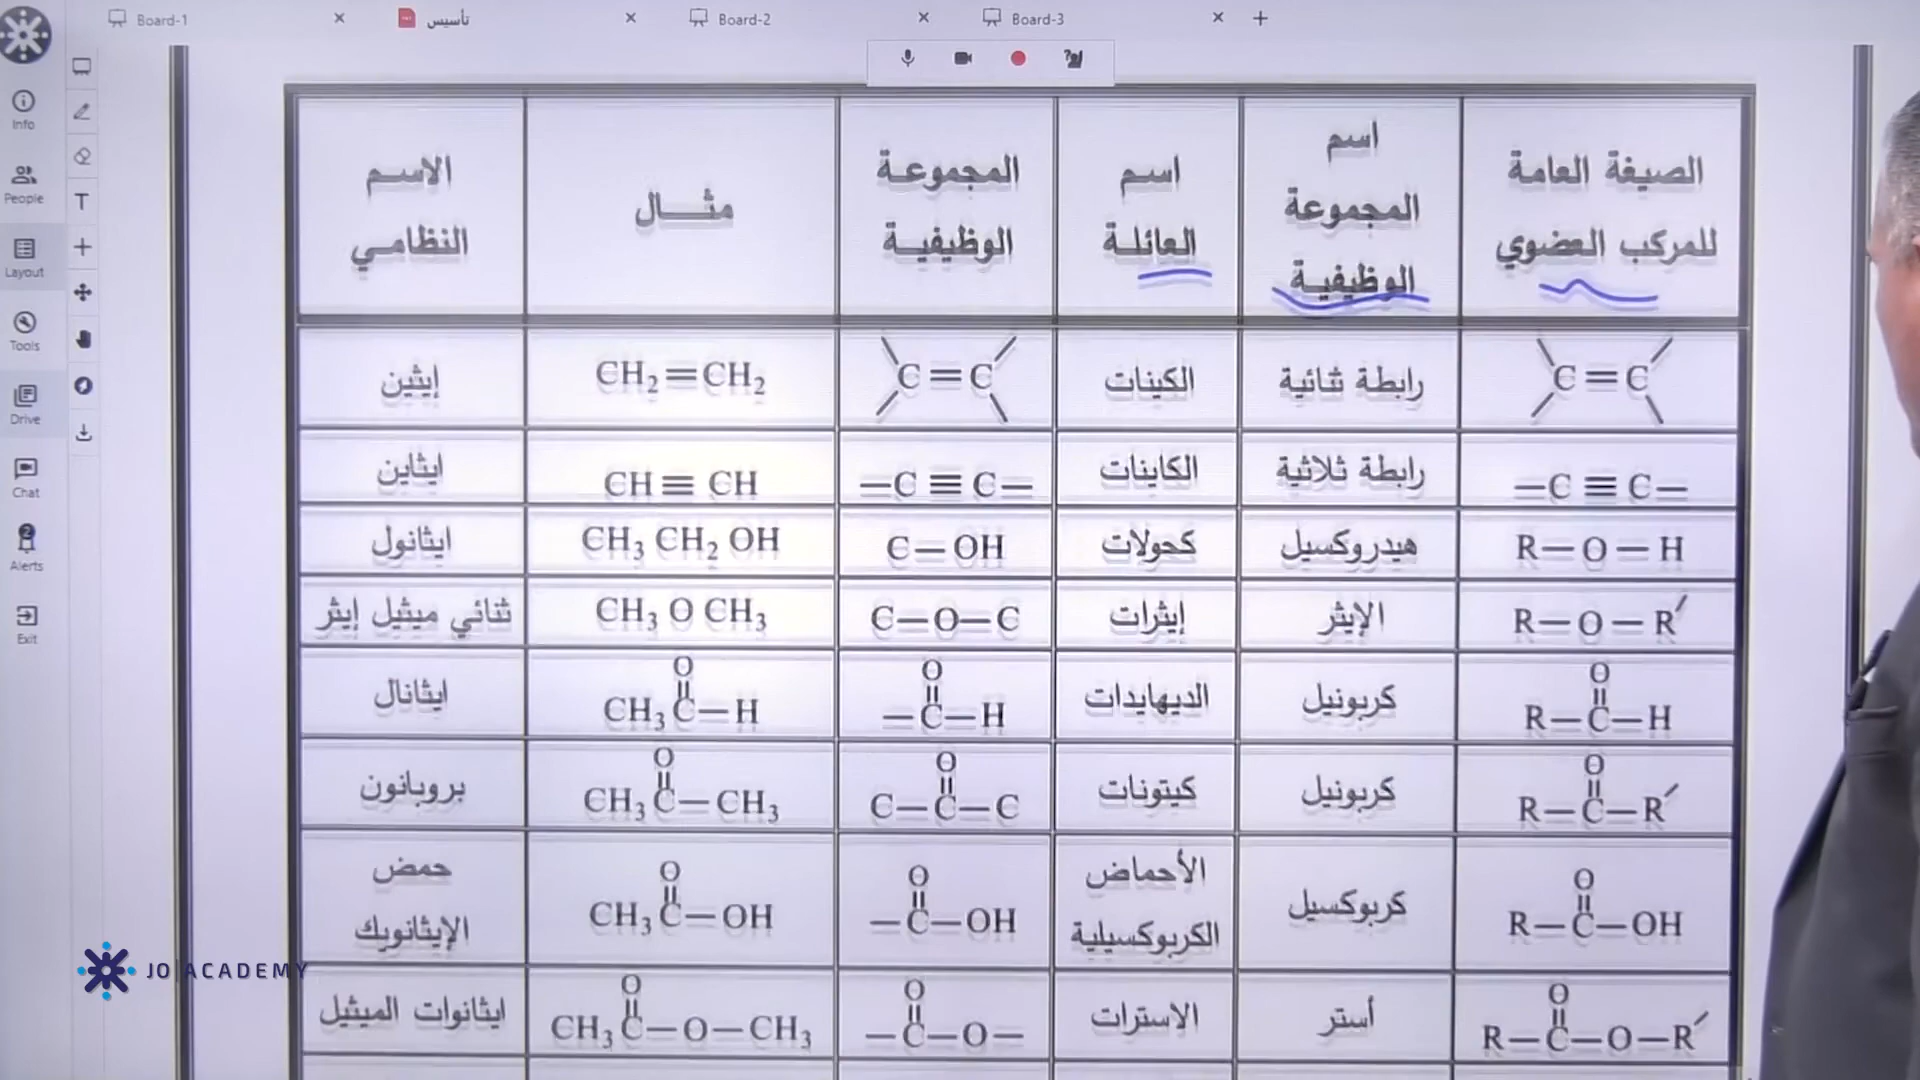 Board-1
تأسيس
Board-2
Board-3
Info
People
Layout
Tools
Drive
Chat
2
Alerts
Exit
T
الصيغة العامة
للمركب العضوي
اسم
المجموعة
الوظيفية
اسم
العائلة
المجموعة
الوظيفية
مثال
الاسم
النظامي
C=C
رابطة ثنائية
الكينات
C=C
CH₂=CH₂
إيثين
—C≡C—
رابطة ثلاثية
الكاينات
—C≡C—
CH≡CH
ايثاين
R—O—H
هيدروكسيل
كحولات
C—OH
CH₃ CH₂ OH
ايثانول
R—O—R′
الإيثر
إيثرات
C—O—C
CH₃ O CH₃
ثنائي ميثيل إيثر
O
R—C—H
كربونيل
الديهايدات
O
—C—H
O
CH₃C—H
ايثانال
O
R—C—R′
كربونيل
كيتونات
O
C—C—C
O
CH₃C—CH₃
بروبانون
O
R—C—OH
كربوكسيل
الأحماض
الكربوكسيلية
O
—C—OH
O
CH₃C—OH
حمض
الإيثانويك
O
R—C—O—R′
أستر
الاسترات
O
—C—O—
O
CH₃C—O—CH₃
ايثانوات الميثيل
JO ACADEMY